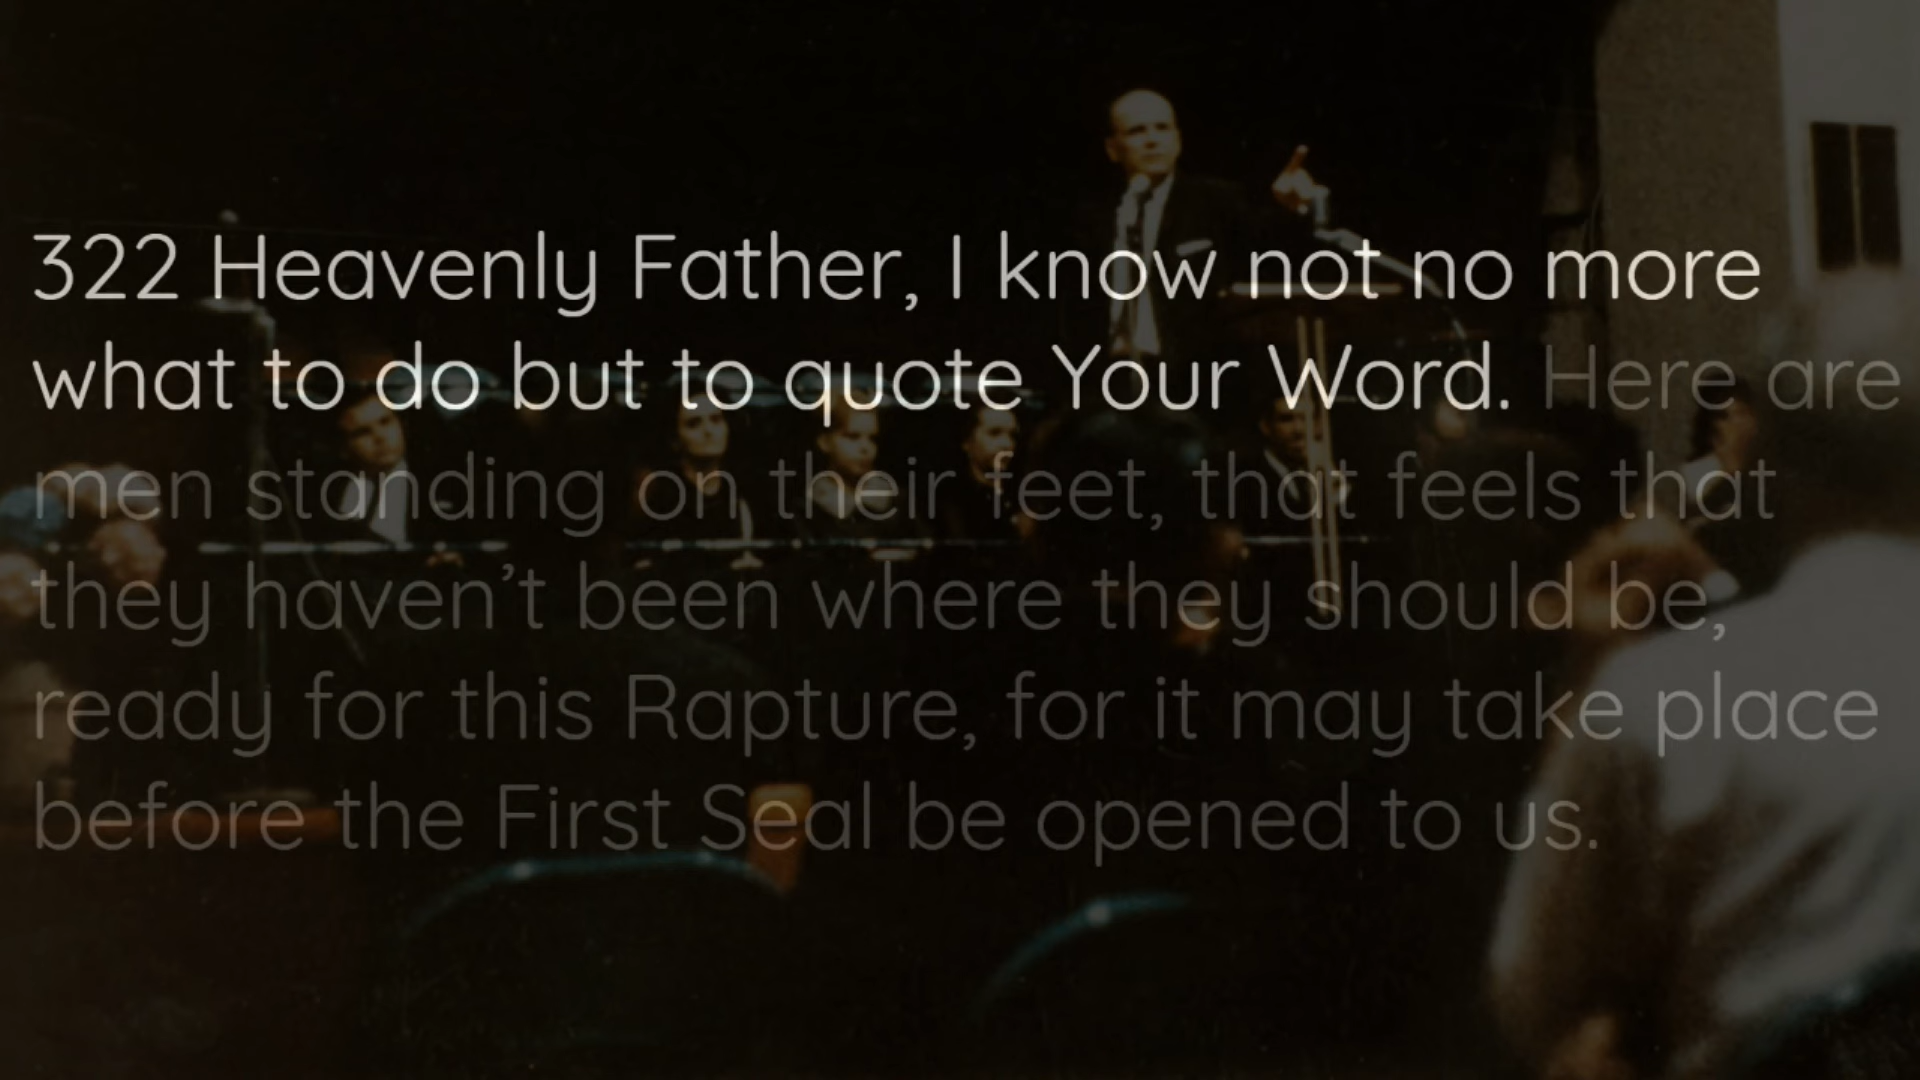 322 Heavenly Father, I know not no more
what to do but to quote Your Word. Here are
men standing on their feet, that feels that
they haven’t been where they should be,
ready for this Rapture, for it may take place
before the First Seal be opened to us.